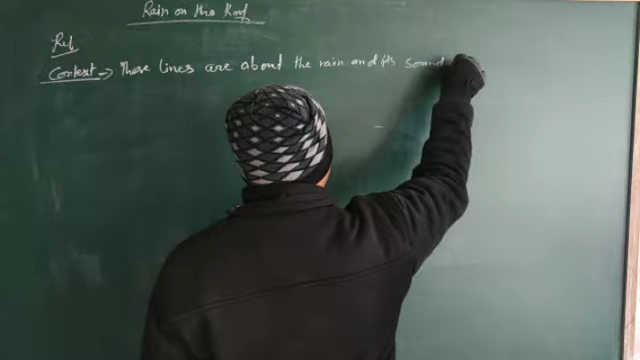 Rain on the Roof
Ref
Context → These lines are about the rain and its sound